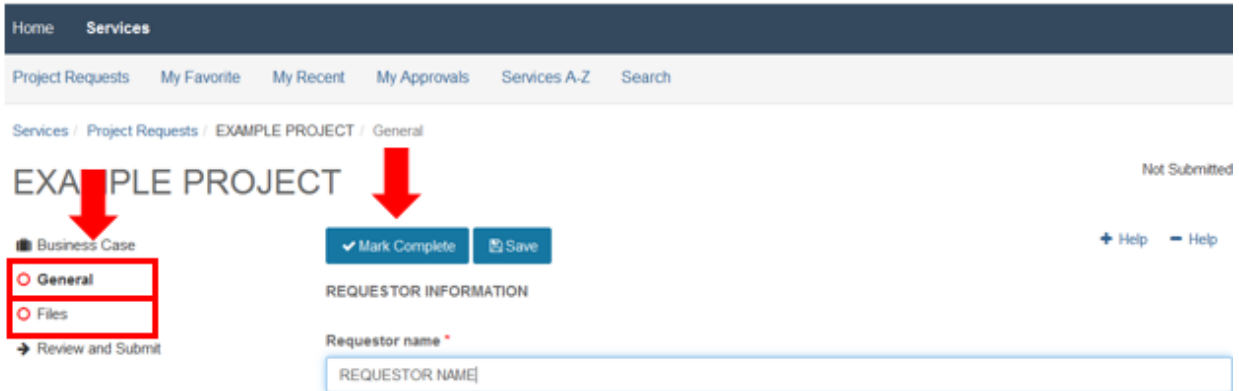 Home Services
Project Requests My Favorite My Recent My Approvals Services A-Z Search
Services / Project Requests / EXAMPLE PROJECT / General
EXAMPLE PROJECT
Not Submitted
Business Case
Mark Complete Save
+ Help − Help
General
REQUESTOR INFORMATION
Files
Requestor name *
Review and Submit
REQUESTOR NAME